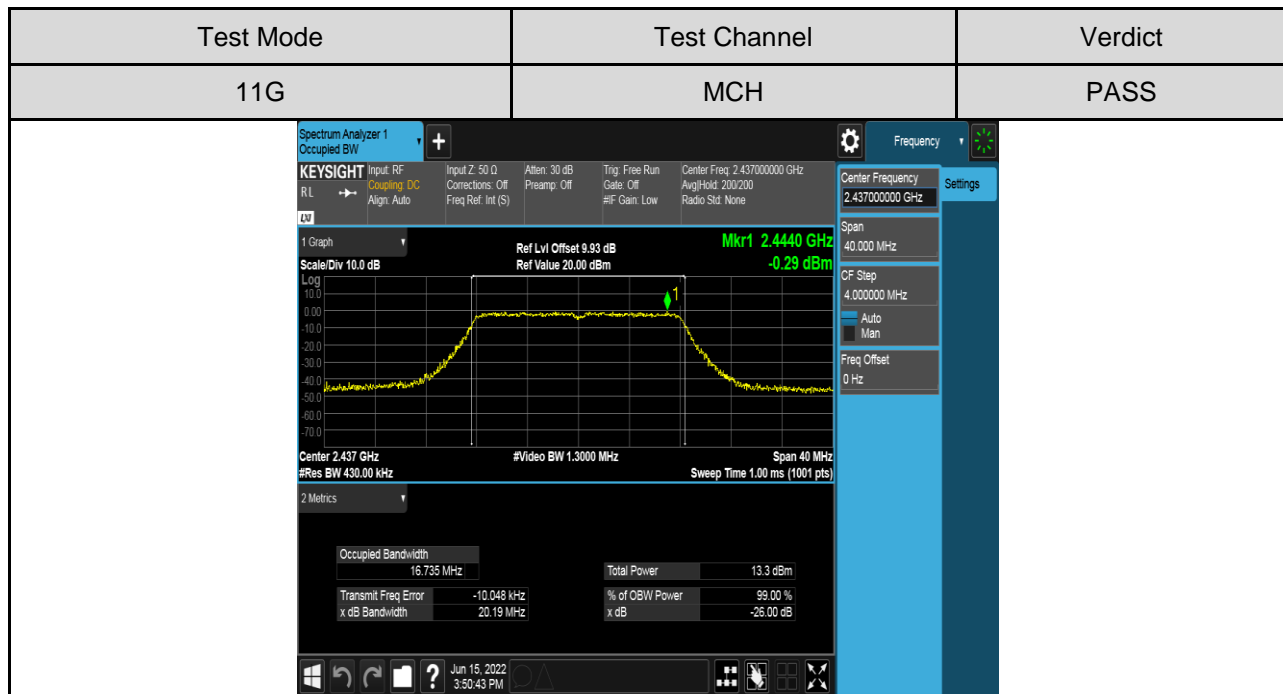 Test Mode Test Channel Verdict
11G MCH PASS
Spectrum Analyzer 1
Occupied BW
+
Frequency
KEYSIGHT
R L
LXI
Input: RF
Coupling: DC
Align: Auto
Input Z: 50 Ω
Corrections: Off
Freq Ref: Int (S)
Atten: 30 dB
Preamp: Off
Trig: Free Run
Gate: Off
#IF Gain: Low
Center Freq: 2.437000000 GHz
Avg|Hold: 200/200
Radio Std: None
Center Frequency
2.437000000 GHz
Settings
Span
40.000 MHz
CF Step
4.000000 MHz
Auto
Man
Freq Offset
0 Hz
1 Graph
Scale/Div 10.0 dB
Ref Lvl Offset 9.93 dB
Ref Value 20.00 dBm
Mkr1 2.4440 GHz
-0.29 dBm
Log
10.0
0.00
-10.0
-20.0
-30.0
-40.0
-50.0
-60.0
-70.0
1
Center 2.437 GHz #Video BW 1.3000 MHz Span 40 MHz
#Res BW 430.00 kHz Sweep Time 1.00 ms (1001 pts)
2 Metrics
Occupied Bandwidth
16.735 MHz
Total Power 13.3 dBm
Transmit Freq Error -10.048 kHz % of OBW Power 99.00 %
x dB Bandwidth 20.19 MHz x dB -26.00 dB
?
Jun 15, 2022
3:50:43 PM